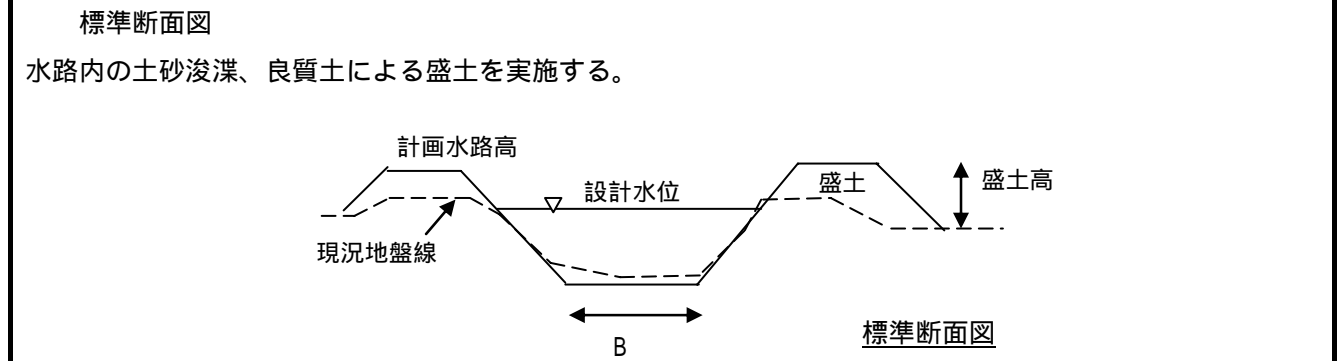 標準断面図
水路内の土砂浚渫、良質土による盛土を実施する。
計画水路高
設計水位
盛土
盛土高
現況地盤線
B
標準断面図